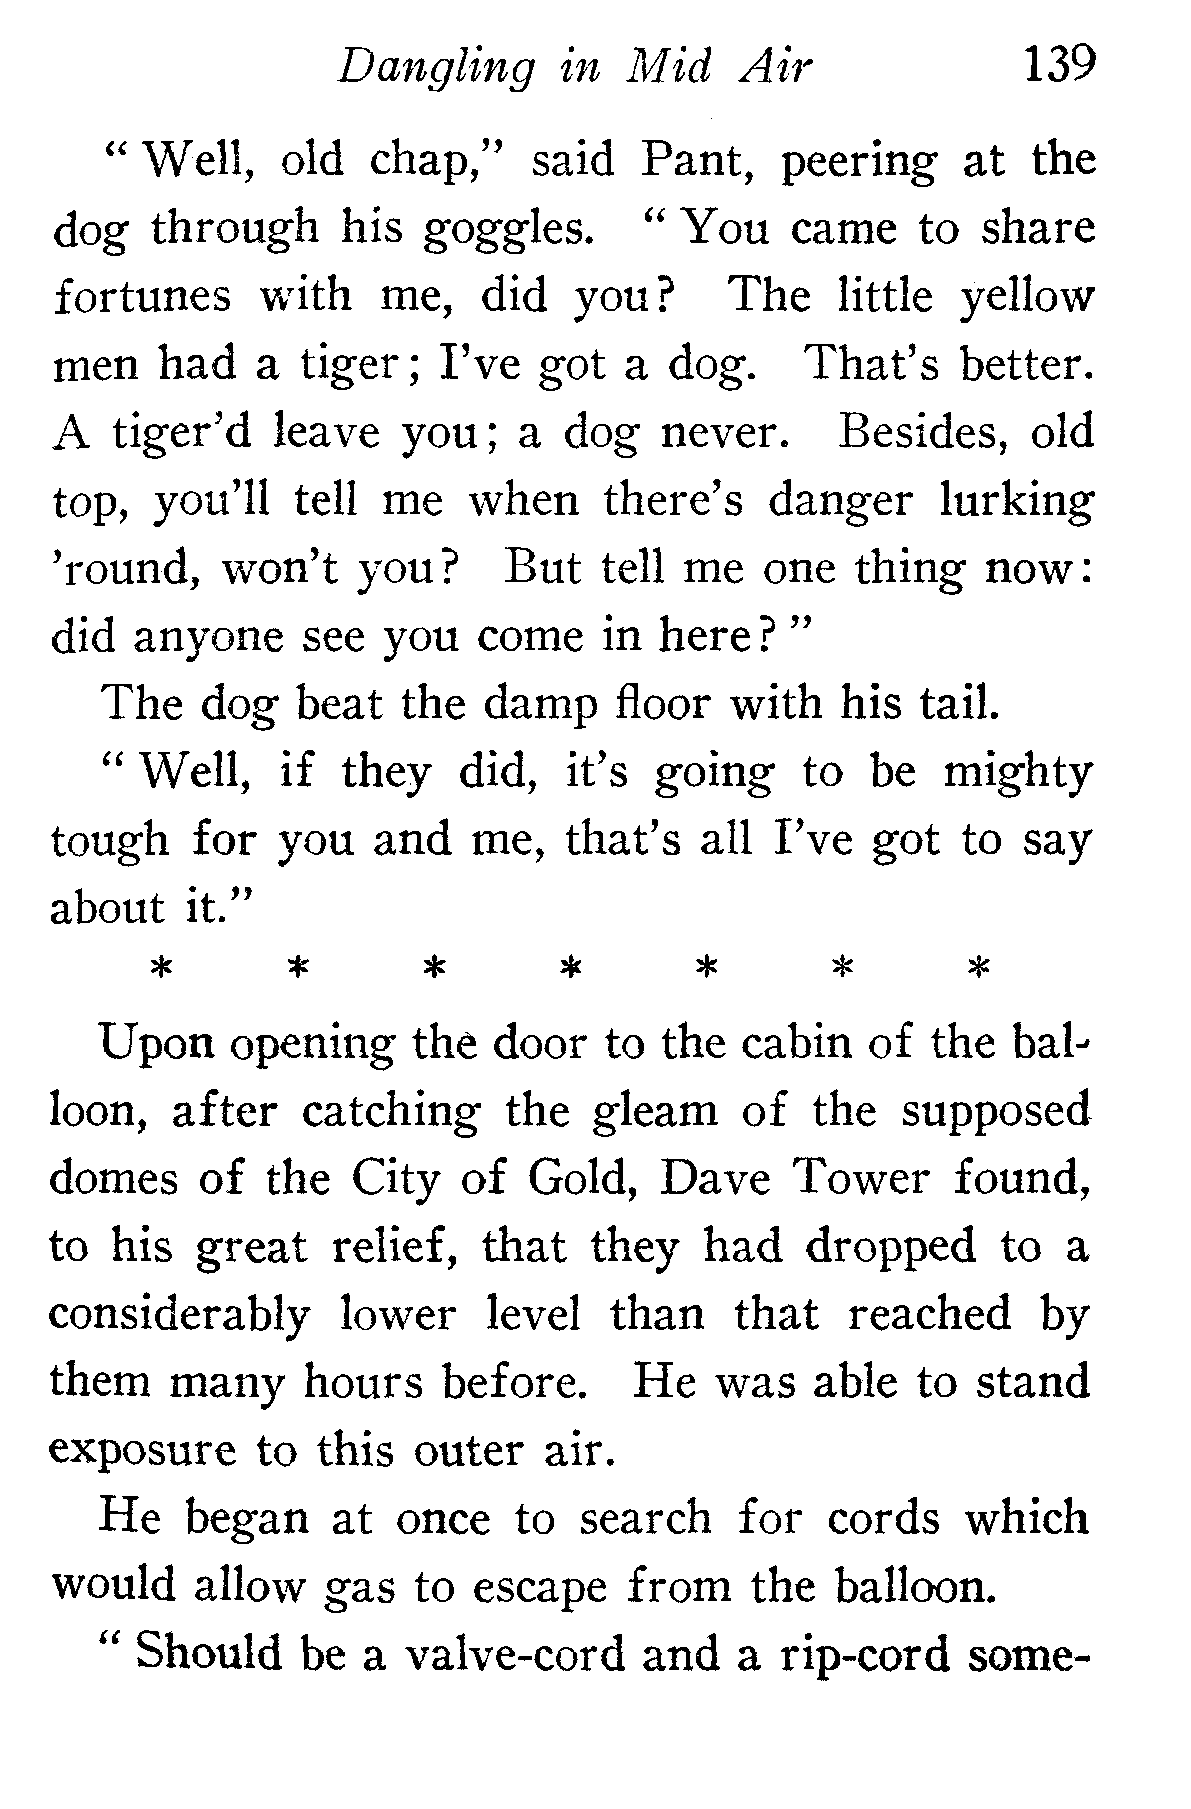 Dangling in Mid Air 139
“ Well, old chap,” said Pant, peering at the
dog through his goggles. “ You came to share
fortunes with me, did you? The little yellow
men had a tiger; I’ve got a dog. That’s better.
A tiger’d leave you; a dog never. Besides, old
top, you’ll tell me when there’s danger lurking
’round, won’t you? But tell me one thing now:
did anyone see you come in here? ”
The dog beat the damp floor with his tail.
“ Well, if they did, it’s going to be mighty
tough for you and me, that’s all I’ve got to say
about it.”
* * * * * * *
Upon opening the door to the cabin of the bal-
loon, after catching the gleam of the supposed
domes of the City of Gold, Dave Tower found,
to his great relief, that they had dropped to a
considerably lower level than that reached by
them many hours before. He was able to stand
exposure to this outer air.
He began at once to search for cords which
would allow gas to escape from the balloon.
“ Should be a valve-cord and a rip-cord some-